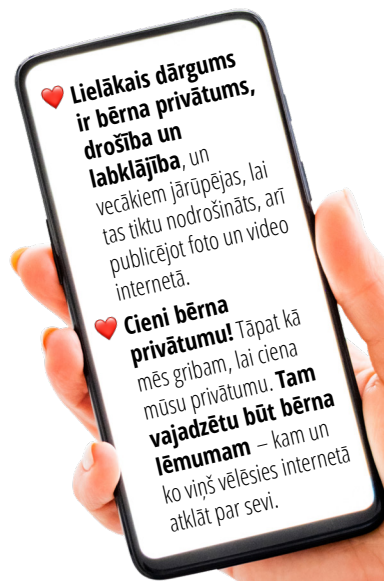 ❤️ Lielākais dārgums
ir bērna privātums,
drošība un
labklājība, un
vecākiem jārūpējas, lai
tas tiktu nodrošināts, arī
publicējot foto un video
internetā.
❤️ Cieni bērna
privātumu! Tāpat kā
mēs gribam, lai ciena
mūsu privātumu. Tam
vajadzētu būt bērna
lēmumam – kam un
ko viņš vēlēsies internetā
atklāt par sevi.